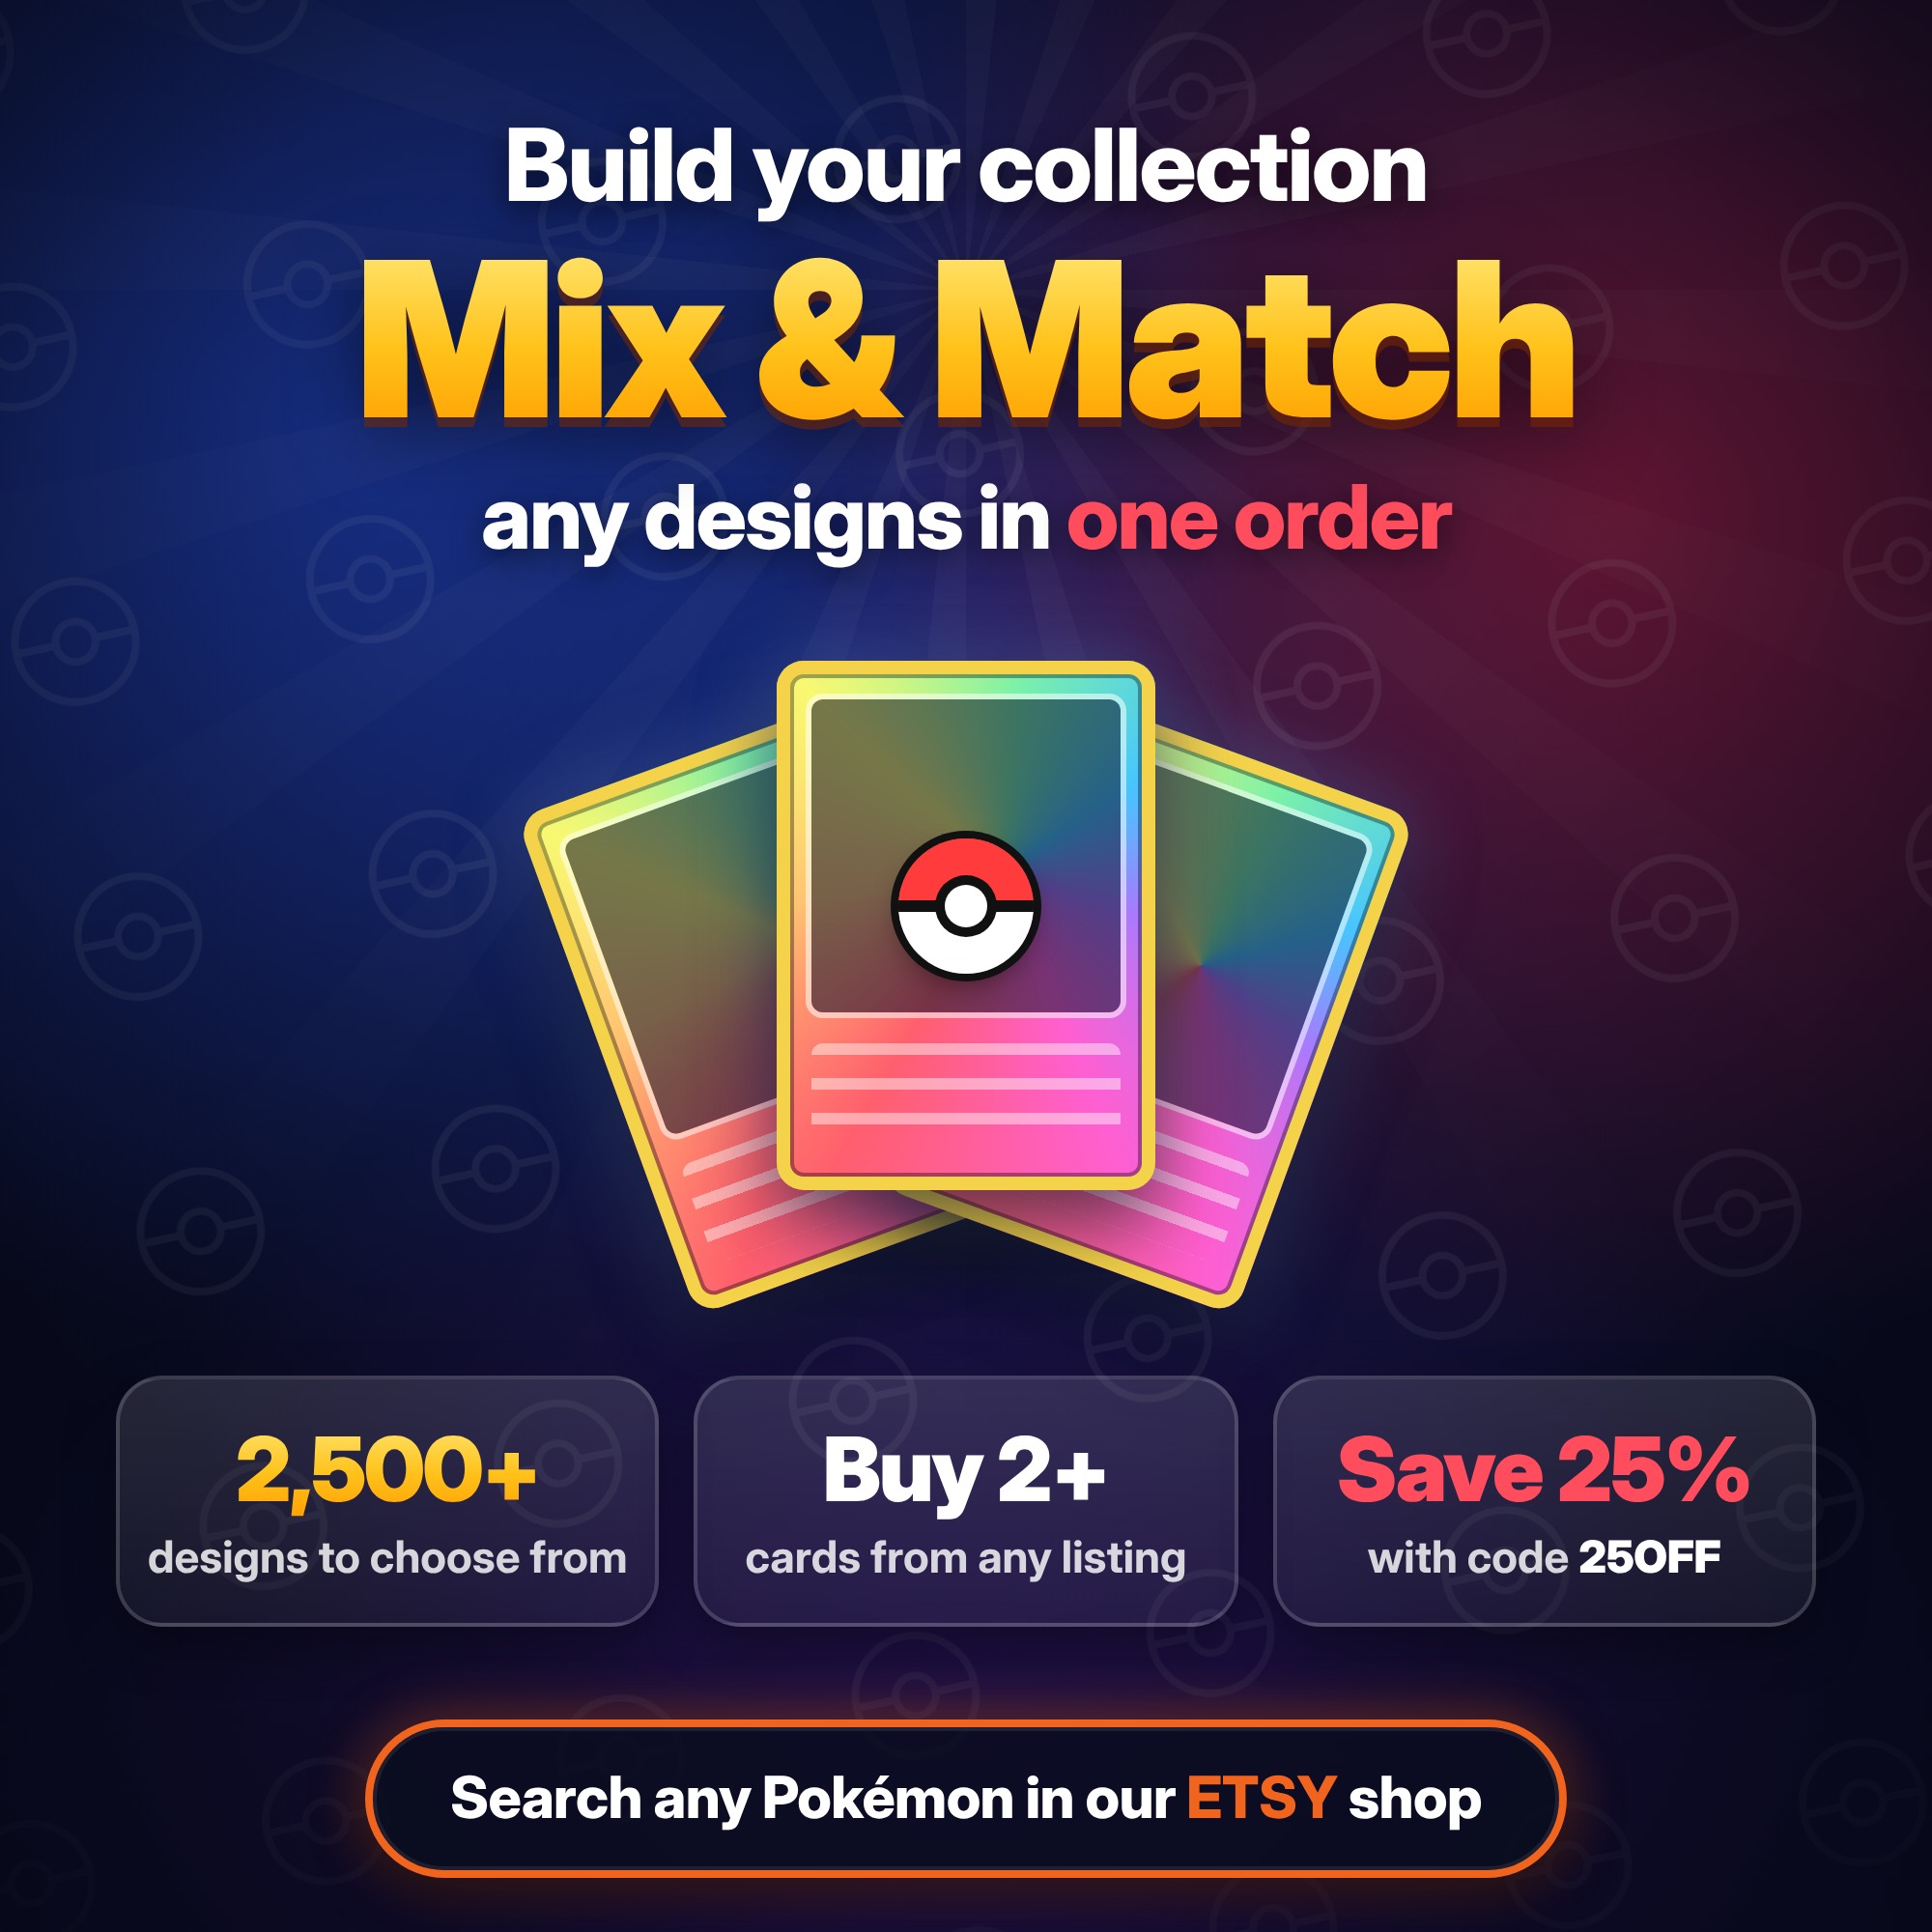 Build your collection
Mix & Match
any designs in one order
2,500+
designs to choose from
Buy 2+
cards from any listing
Save 25%
with code 25OFF
Search any Pokémon in our ETSY shop